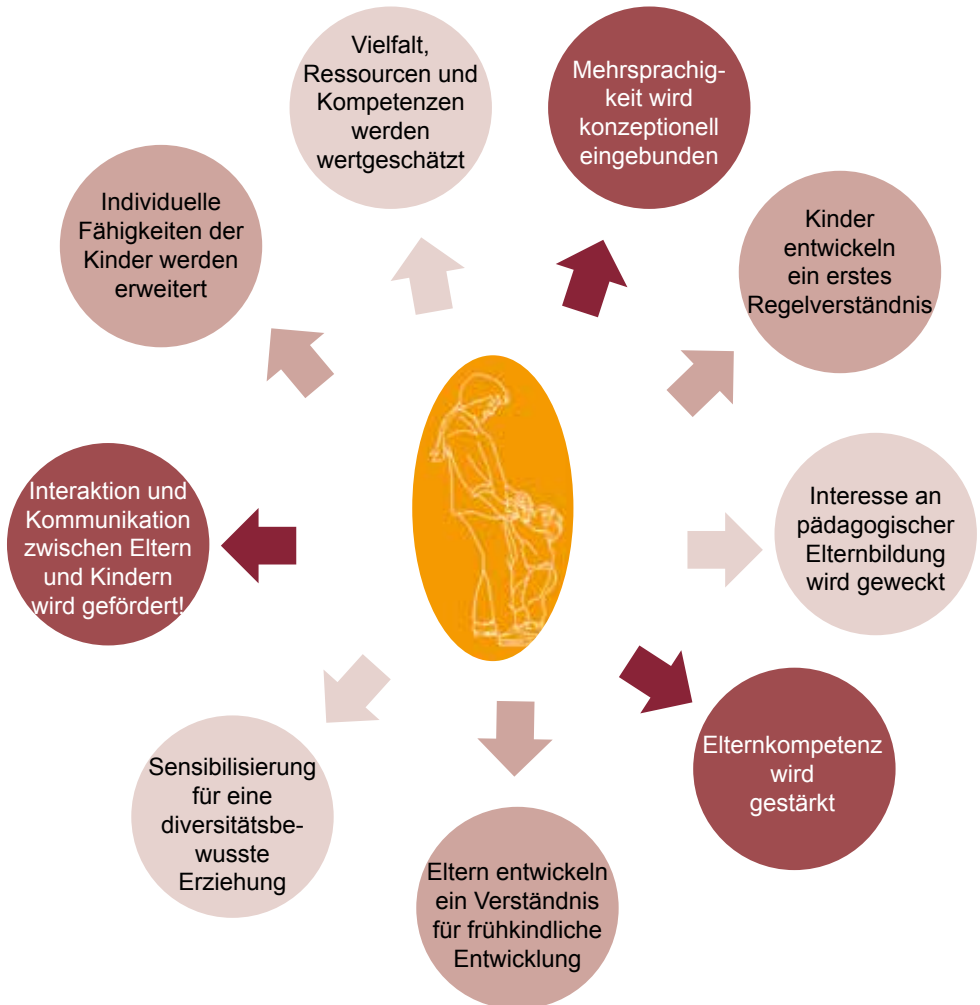 Vielfalt,
Ressourcen und
Kompetenzen
werden
wertgeschätzt
Mehrsprachig-
keit wird
konzeptionell
eingebunden
Kinder
entwickeln
ein erstes
Regelverständnis
Interesse an
pädagogischer
Elternbildung
wird geweckt
Elternkompetenz
wird
gestärkt
Eltern entwickeln
ein Verständnis
für frühkindliche
Entwicklung
Sensibilisierung
für eine
diversitätsbe-
wusste
Erziehung
Interaktion und
Kommunikation
zwischen Eltern
und Kindern
wird gefördert!
Individuelle
Fähigkeiten der
Kinder werden
erweitert